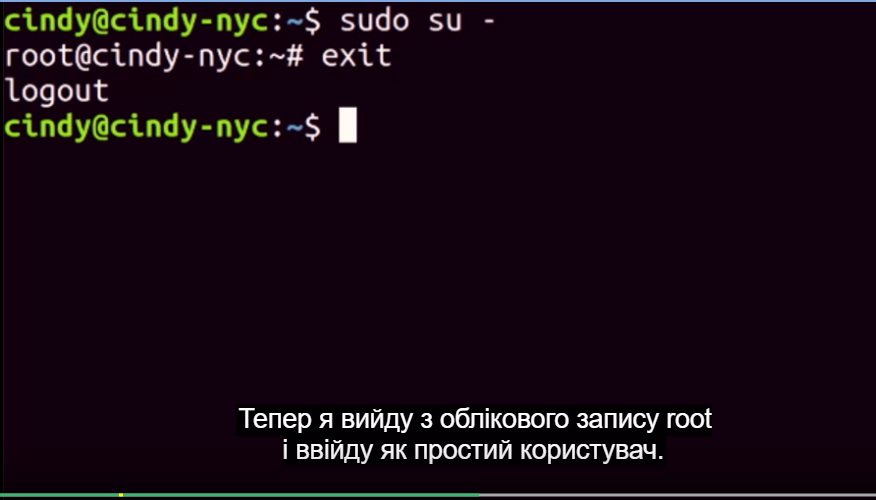 cindy@cindy-nyc:~$ sudo su -
root@cindy-nyc:~# exit
logout
cindy@cindy-nyc:~$
Тепер я вийду з облікового запису root
і ввійду як простий користувач.